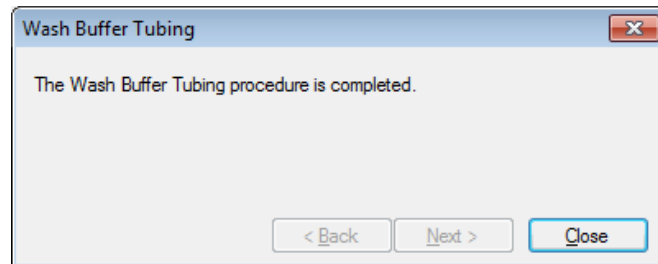 Wash Buffer Tubing
The Wash Buffer Tubing procedure is completed.
< Back Next > Close